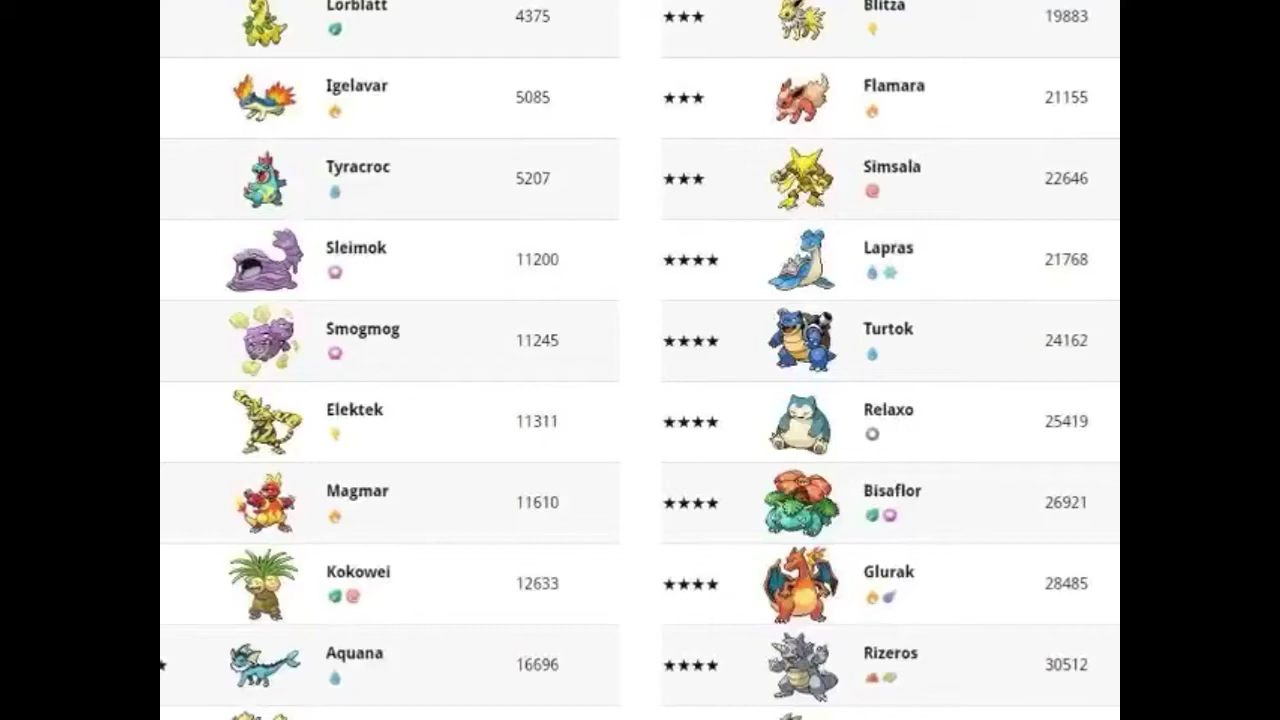 Lorblatt 4375
Igelavar 5085
Tyracroc 5207
Sleimok 11200
Smogmog 11245
Elektek 11311
Magmar 11610
Kokowei 12633
Aquana 16696
★★★ Blitza 19883
★★★ Flamara 21155
★★★ Simsala 22646
★★★★ Lapras 21768
★★★★ Turtok 24162
★★★★ Relaxo 25419
★★★★ Bisaflor 26921
★★★★ Glurak 28485
★★★★ Rizeros 30512